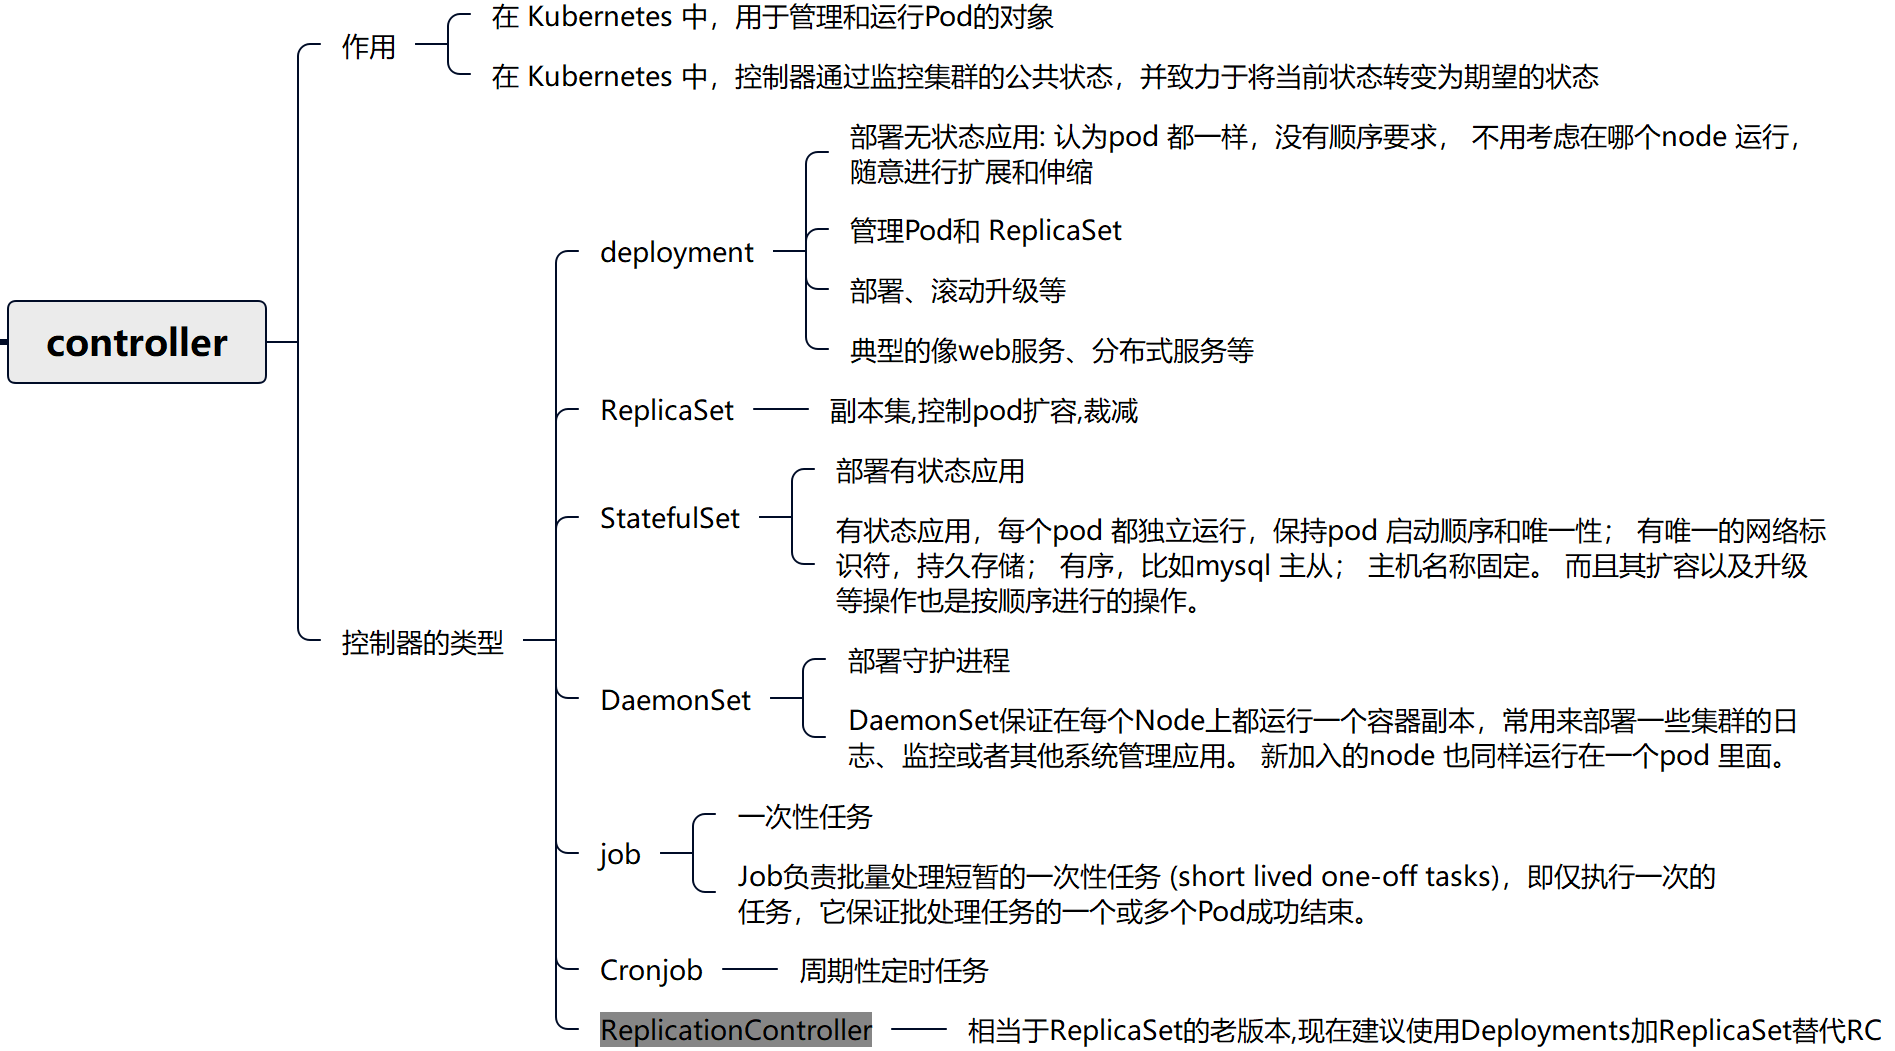 在 Kubernetes 中，用于管理和运行Pod的对象
作用
在 Kubernetes 中，控制器通过监控集群的公共状态，并致力于将当前状态转变为期望的状态
部署无状态应用: 认为pod 都一样，没有顺序要求， 不用考虑在哪个node 运行，
随意进行扩展和伸缩
管理Pod和 ReplicaSet
deployment
部署、滚动升级等
典型的像web服务、分布式服务等
controller
ReplicaSet
副本集,控制pod扩容,裁减
部署有状态应用
StatefulSet
有状态应用，每个pod 都独立运行，保持pod 启动顺序和唯一性； 有唯一的网络标
识符，持久存储； 有序，比如mysql 主从； 主机名称固定。 而且其扩容以及升级
等操作也是按顺序进行的操作。
控制器的类型
部署守护进程
DaemonSet
DaemonSet保证在每个Node上都运行一个容器副本，常用来部署一些集群的日
志、监控或者其他系统管理应用。 新加入的node 也同样运行在一个pod 里面。
一次性任务
job
Job负责批量处理短暂的一次性任务 (short lived one-off tasks)，即仅执行一次的
任务，它保证批处理任务的一个或多个Pod成功结束。
Cronjob
周期性定时任务
ReplicationController
相当于ReplicaSet的老版本,现在建议使用Deployments加ReplicaSet替代RC